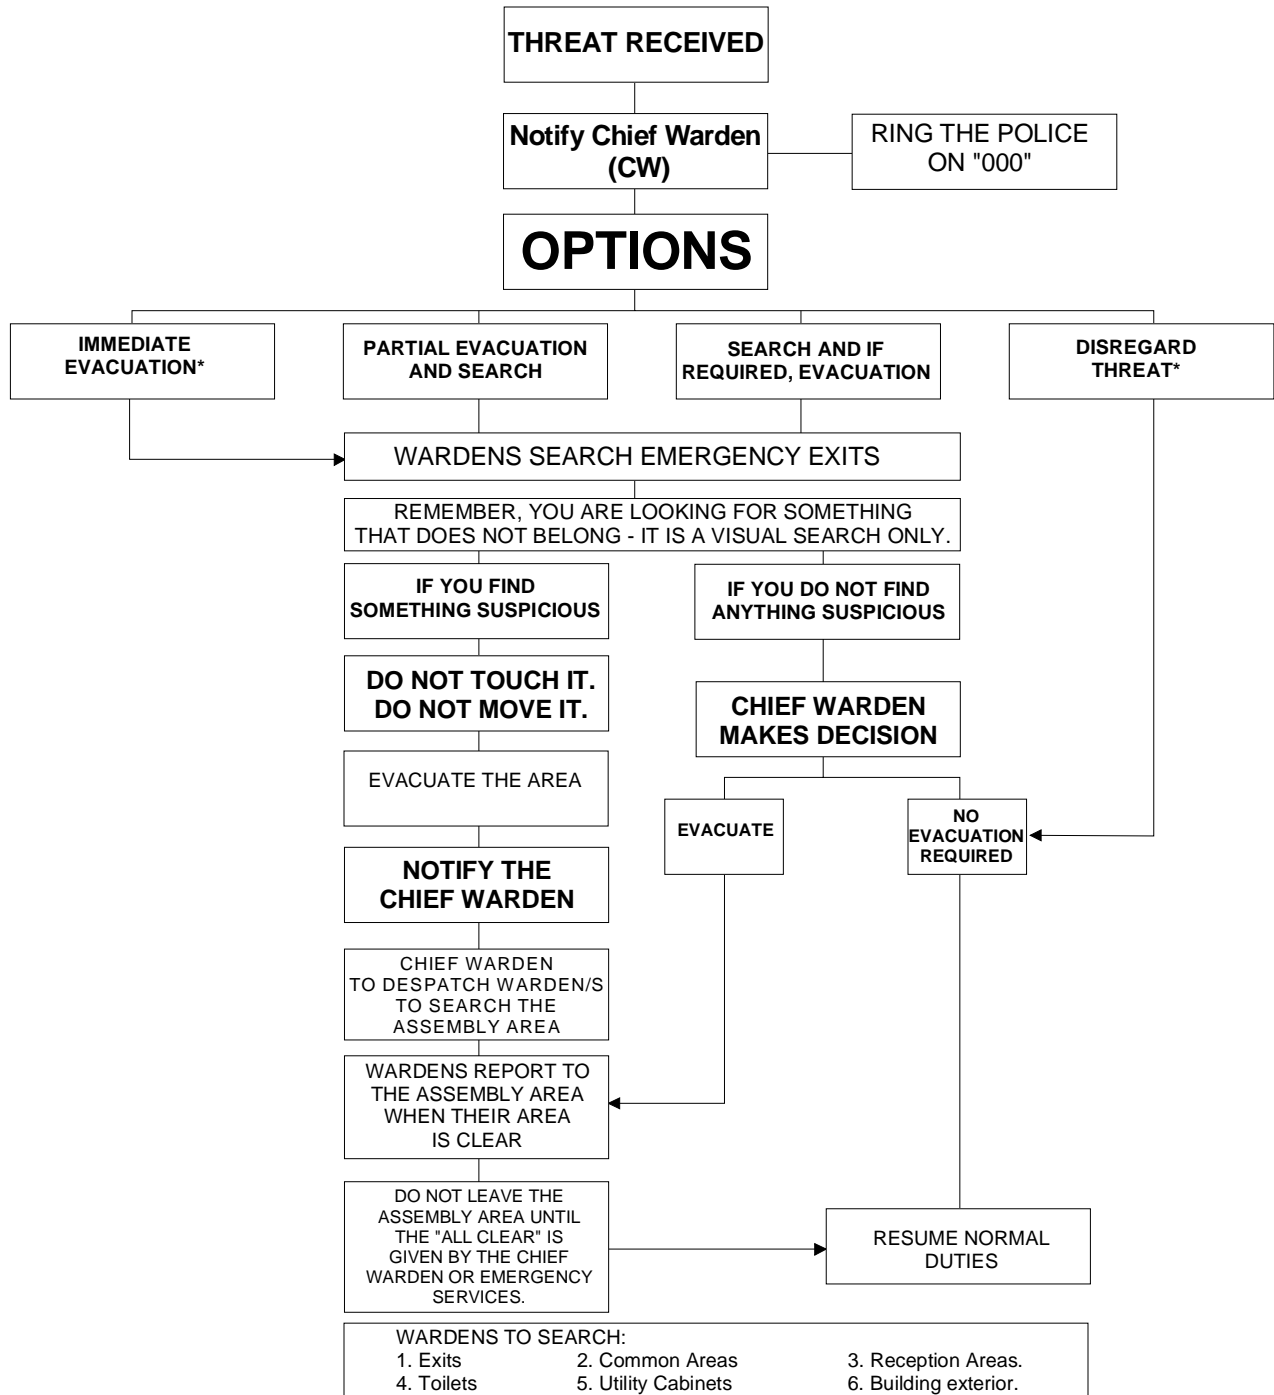 THREAT RECEIVED
Notify Chief Warden
(CW)
RING THE POLICE
ON "000"
OPTIONS
IMMEDIATE
EVACUATION*
PARTIAL EVACUATION
AND SEARCH
SEARCH AND IF
REQUIRED, EVACUATION
DISREGARD
THREAT*
WARDENS SEARCH EMERGENCY EXITS
REMEMBER, YOU ARE LOOKING FOR SOMETHING
THAT DOES NOT BELONG - IT IS A VISUAL SEARCH ONLY.
IF YOU FIND
SOMETHING SUSPICIOUS
IF YOU DO NOT FIND
ANYTHING SUSPICIOUS
DO NOT TOUCH IT.
DO NOT MOVE IT.
CHIEF WARDEN
MAKES DECISION
EVACUATE THE AREA
EVACUATE
NO
EVACUATION
REQUIRED
NOTIFY THE
CHIEF WARDEN
CHIEF WARDEN
TO DESPATCH WARDEN/S
TO SEARCH THE
ASSEMBLY AREA
WARDENS REPORT TO
THE ASSEMBLY AREA
WHEN THEIR AREA
IS CLEAR
DO NOT LEAVE THE
ASSEMBLY AREA UNTIL
THE "ALL CLEAR" IS
GIVEN BY THE CHIEF
WARDEN OR EMERGENCY
SERVICES.
RESUME NORMAL
DUTIES
WARDENS TO SEARCH:
1. Exits 2. Common Areas 3. Reception Areas.
4. Toilets 5. Utility Cabinets 6. Building exterior.